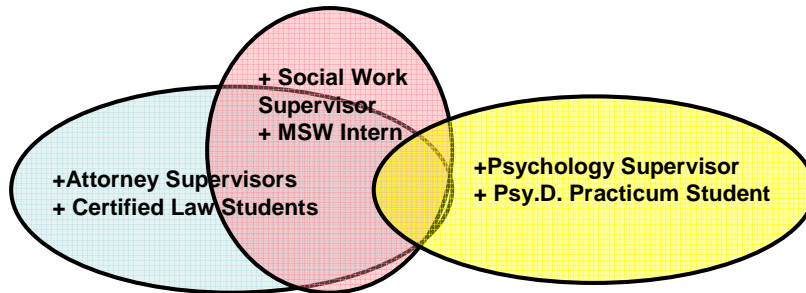 + Social Work
Supervisor
+ MSW Intern
+Attorney Supervisors
+ Certified Law Students
+Psychology Supervisor
+ Psy.D. Practicum Student